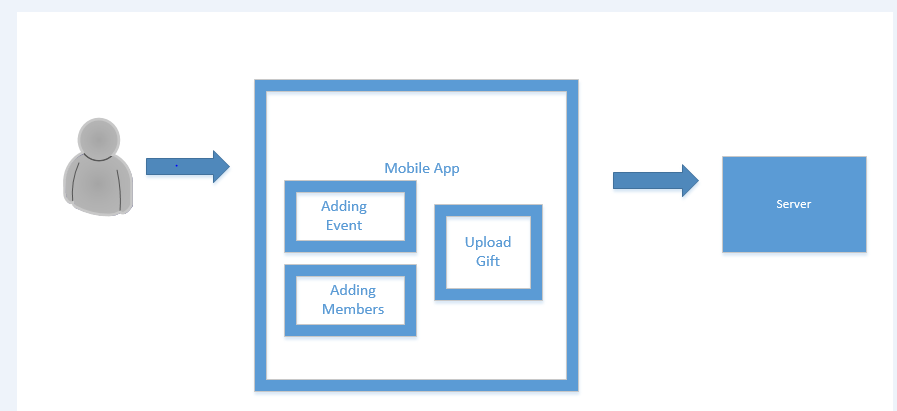 Mobile App
Adding
Event
Upload
Gift
Adding
Members
Server